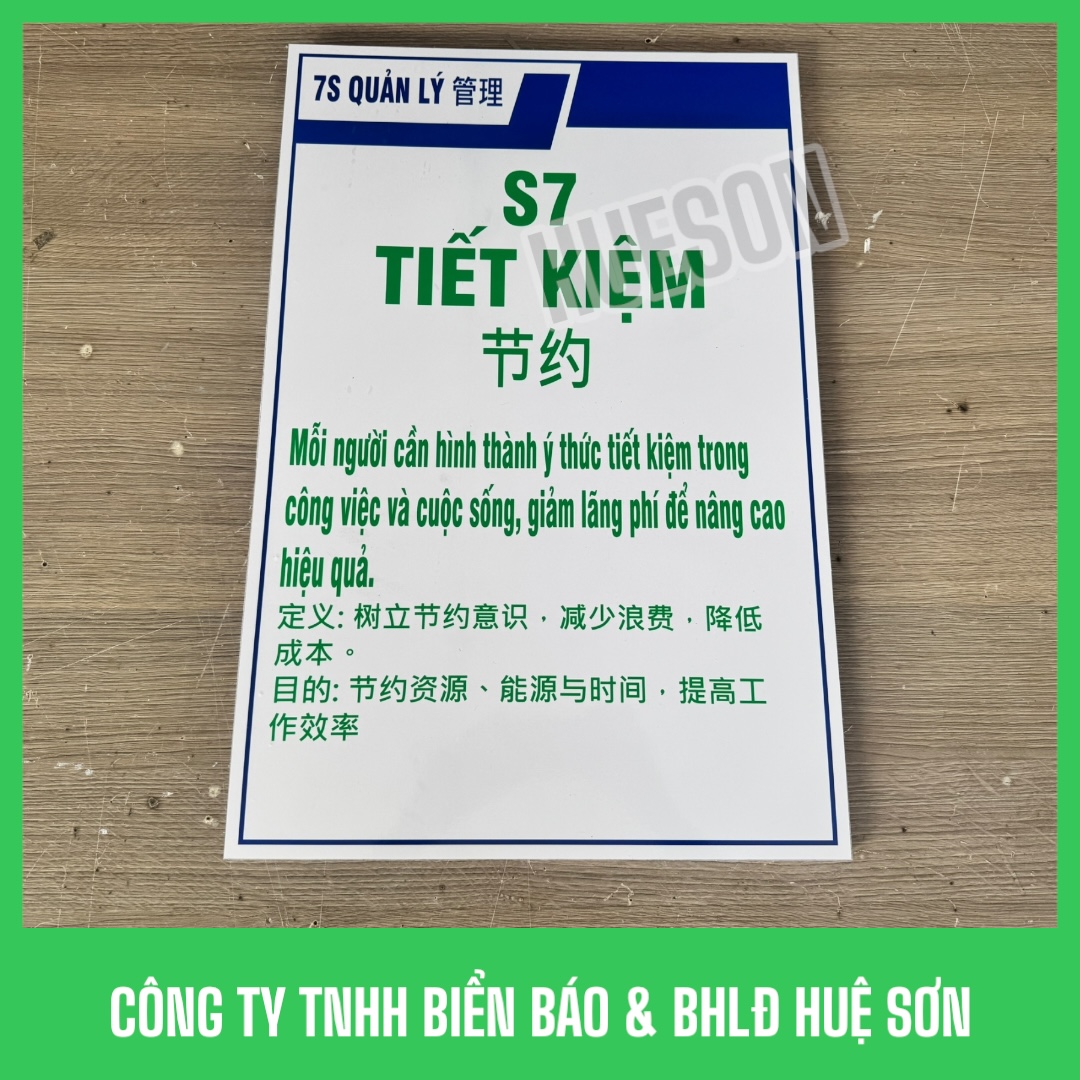 7S QUẢN LÝ 管理
S7
HUESON
TIẾT KIỆM
节约
Mỗi người cần hình thành ý thức tiết kiệm trong
công việc và cuộc sống, giảm lãng phí để nâng cao
hiệu quả.
定义: 树立节约意识，减少浪费，降低
成本。
目的: 节约资源、能源与时间，提高工
作效率
CÔNG TY TNHH BIỂN BÁO & BHLĐ HUỆ SƠN